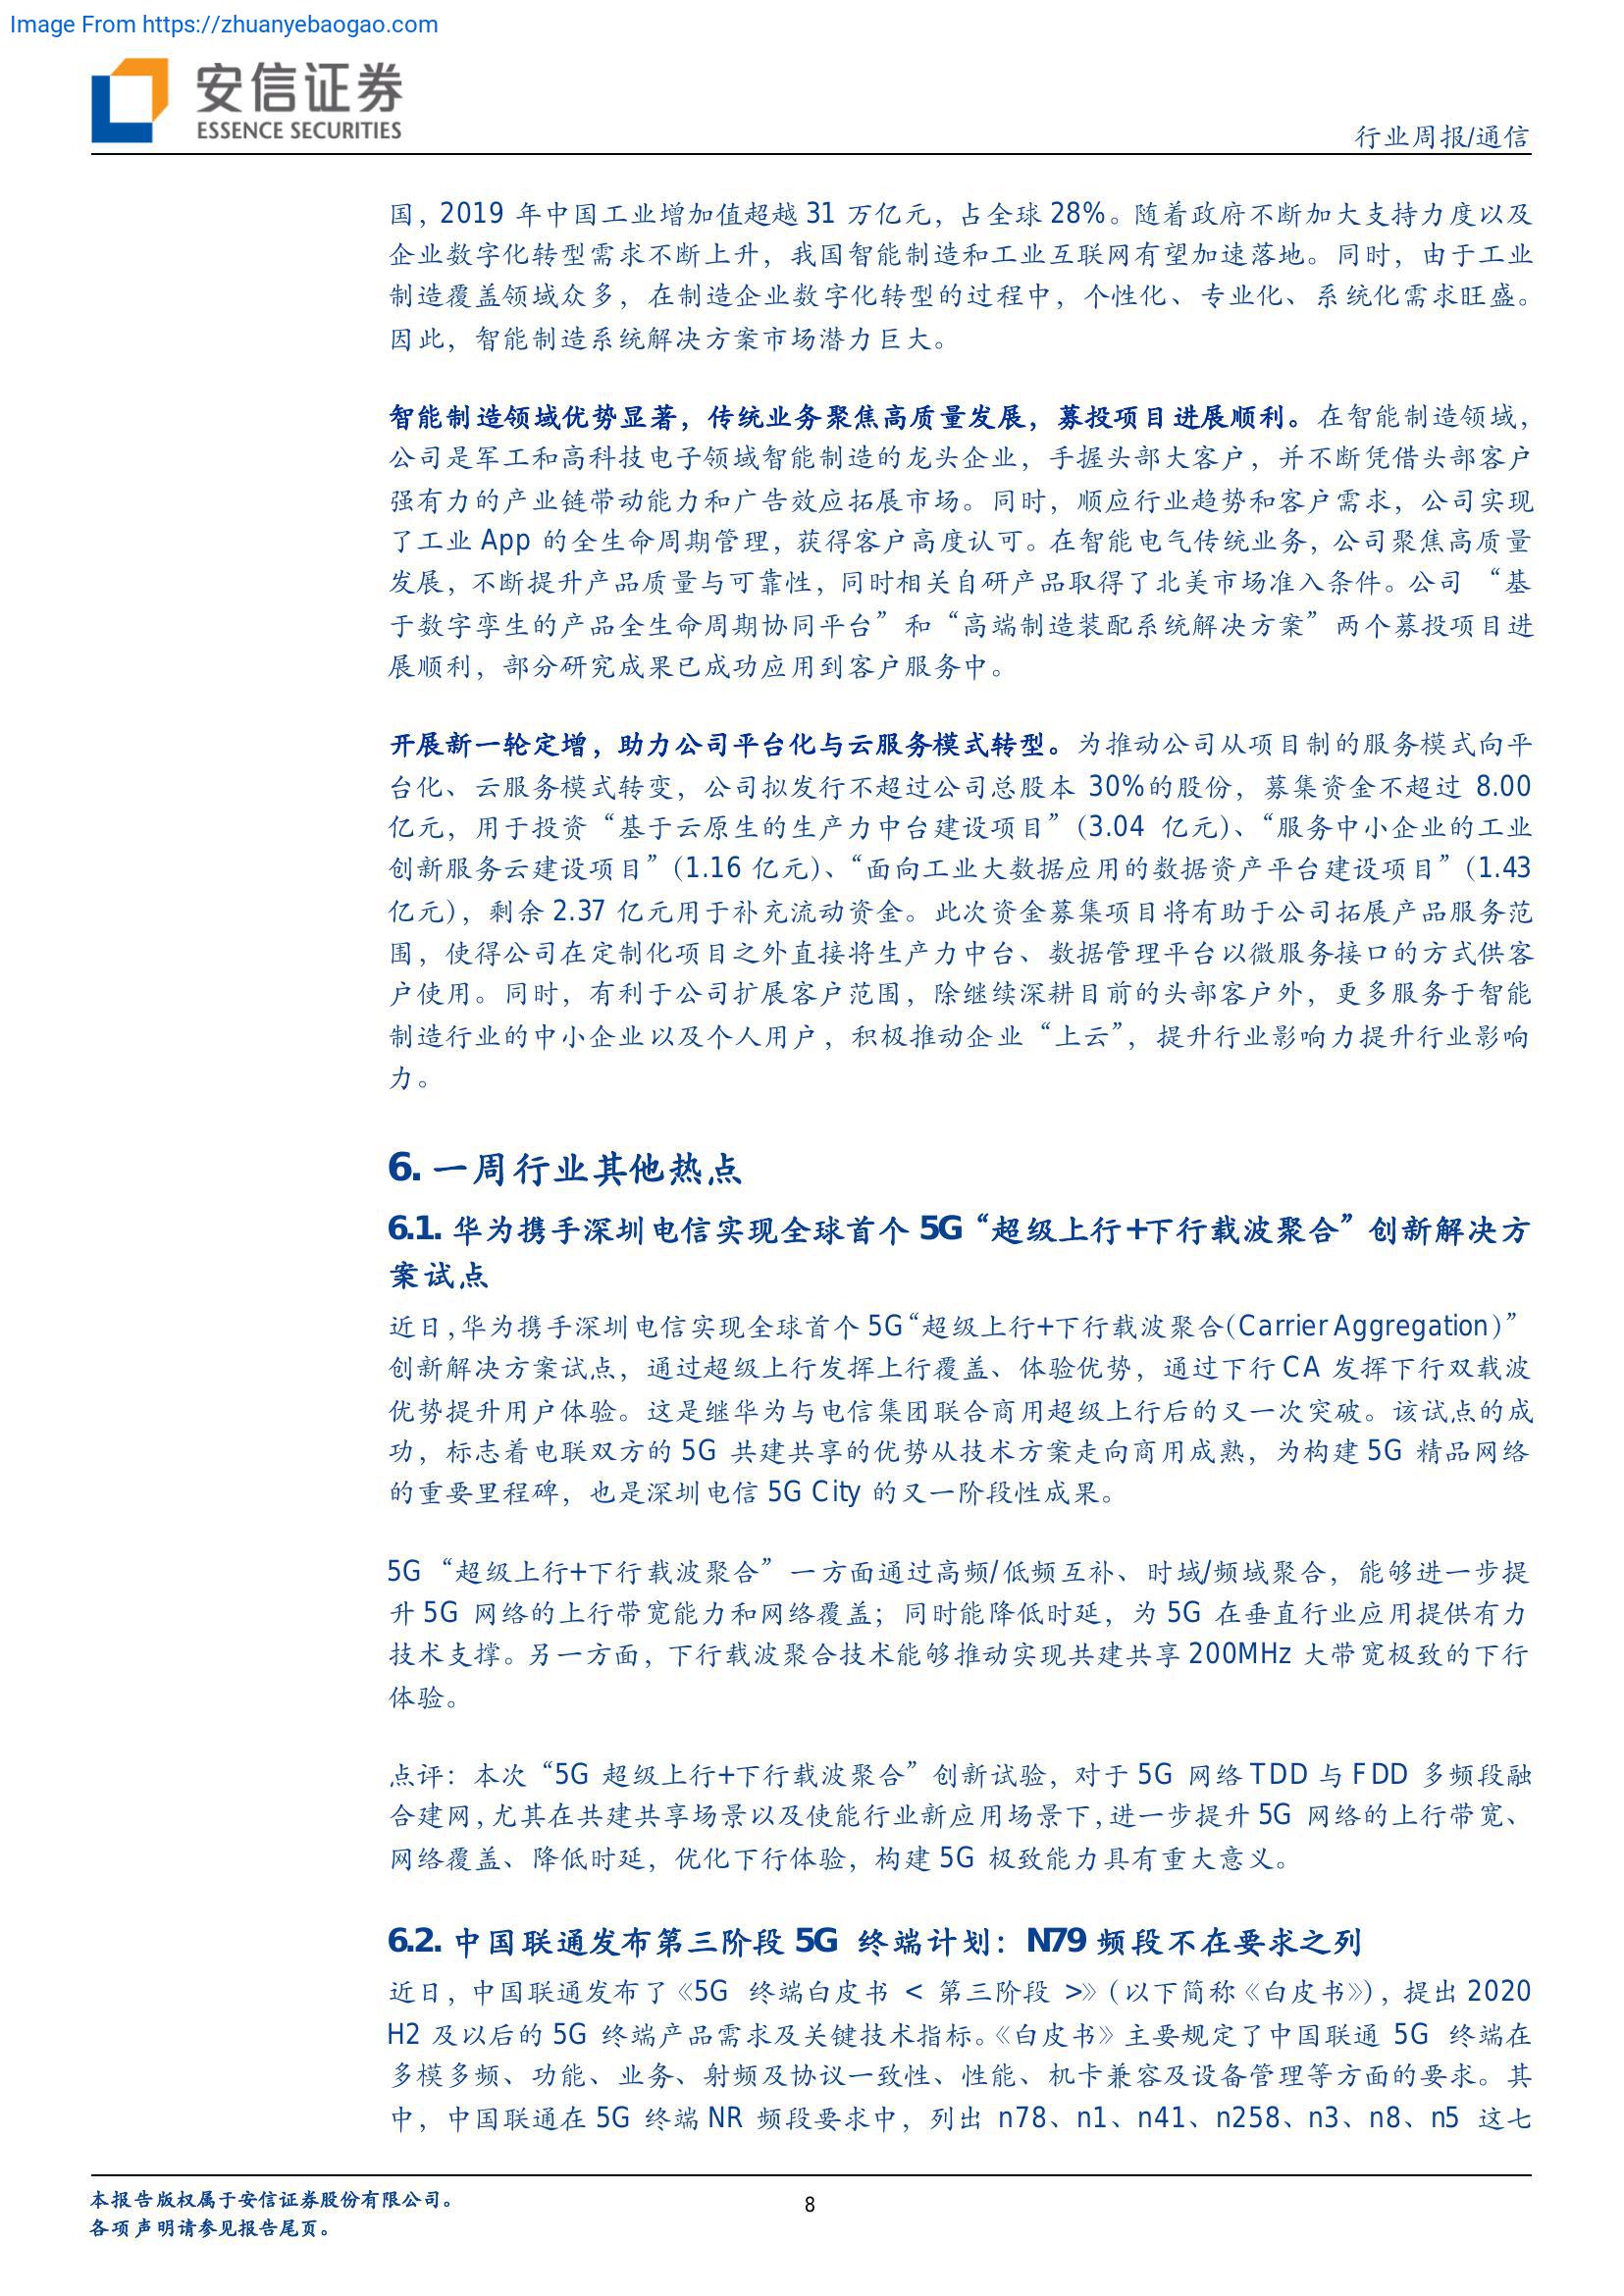 Image From https://zhuanyebaogao.com
安信证券
ESSENCE SECURITIES
行业周报/通信
国，2019 年中国工业增加值超越 31 万亿元，占全球 28%。随着政府不断加大支持力度以及
企业数字化转型需求不断上升，我国智能制造和工业互联网有望加速落地。同时，由于工业
制造覆盖领域众多，在制造企业数字化转型的过程中，个性化、专业化、系统化需求旺盛。
因此，智能制造系统解决方案市场潜力巨大。
智能制造领域优势显著，传统业务聚焦高质量发展，募投项目进展顺利。在智能制造领域，
公司是军工和高科技电子领域智能制造的龙头企业，手握头部大客户，并不断凭借头部客户
强有力的产业链带动能力和广告效应拓展市场。同时，顺应行业趋势和客户需求，公司实现
了工业 App 的全生命周期管理，获得客户高度认可。在智能电气传统业务，公司聚焦高质量
发展，不断提升产品质量与可靠性，同时相关自研产品取得了北美市场准入条件。公司 “基
于数字孪生的产品全生命周期协同平台”和“高端制造装配系统解决方案”两个募投项目进
展顺利，部分研究成果已成功应用到客户服务中。
开展新一轮定增，助力公司平台化与云服务模式转型。为推动公司从项目制的服务模式向平
台化、云服务模式转变，公司拟发行不超过公司总股本 30%的股份，募集资金不超过 8.00
亿元，用于投资“基于云原生的生产力中台建设项目”（3.04 亿元）、“服务中小企业的工业
创新服务云建设项目”（1.16 亿元）、“面向工业大数据应用的数据资产平台建设项目”（1.43
亿元），剩余 2.37 亿元用于补充流动资金。此次资金募集项目将有助于公司拓展产品服务范
围，使得公司在定制化项目之外直接将生产力中台、数据管理平台以微服务接口的方式供客
户使用。同时，有利于公司扩展客户范围，除继续深耕目前的头部客户外，更多服务于智能
制造行业的中小企业以及个人用户，积极推动企业“上云”，提升行业影响力提升行业影响
力。
6. 一周行业其他热点
6.1. 华为携手深圳电信实现全球首个 5G“超级上行+下行载波聚合”创新解决方
案试点
近日，华为携手深圳电信实现全球首个 5G“超级上行+下行载波聚合（Carrier Aggregation）”
创新解决方案试点，通过超级上行发挥上行覆盖、体验优势，通过下行 CA 发挥下行双载波
优势提升用户体验。这是继华为与电信集团联合商用超级上行后的又一次突破。该试点的成
功，标志着电联双方的 5G 共建共享的优势从技术方案走向商用成熟，为构建 5G 精品网络
的重要里程碑，也是深圳电信 5G City 的又一阶段性成果。
5G “超级上行+下行载波聚合”一方面通过高频/低频互补、时域/频域聚合，能够进一步提
升 5G 网络的上行带宽能力和网络覆盖；同时能降低时延，为 5G 在垂直行业应用提供有力
技术支撑。另一方面，下行载波聚合技术能够推动实现共建共享 200MHz 大带宽极致的下行
体验。
点评：本次“5G 超级上行+下行载波聚合”创新试验，对于 5G 网络 TDD 与 FDD 多频段融
合建网，尤其在共建共享场景以及使能行业新应用场景下，进一步提升 5G 网络的上行带宽、
网络覆盖、降低时延，优化下行体验，构建 5G 极致能力具有重大意义。
6.2. 中国联通发布第三阶段 5G 终端计划：N79 频段不在要求之列
近日，中国联通发布了《5G 终端白皮书 < 第三阶段 >》（以下简称《白皮书》），提出 2020
H2 及以后的 5G 终端产品需求及关键技术指标。《白皮书》主要规定了中国联通 5G 终端在
多模多频、功能、业务、射频及协议一致性、性能、机卡兼容及设备管理等方面的要求。其
中，中国联通在 5G 终端 NR 频段要求中，列出 n78、n1、n41、n258、n3、n8、n5 这七
本报告版权属于安信证券股份有限公司。
各项声明请参见报告尾页。
8